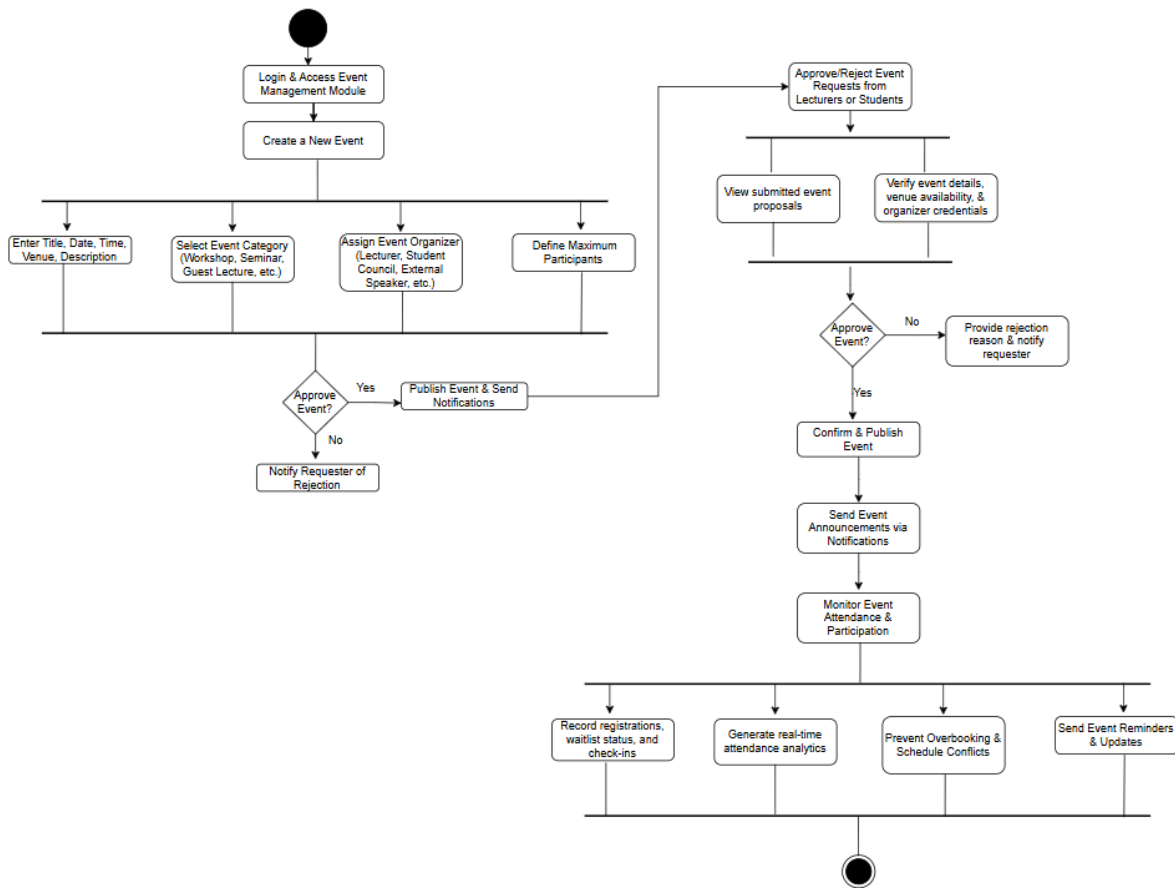 Login & Access Event
Management Module
Create a New Event
Enter Title, Date, Time,
Venue, Description
Select Event Category
(Workshop, Seminar,
Guest Lecture, etc.)
Assign Event Organizer
(Lecturer, Student
Council, External
Speaker, etc.)
Define Maximum
Participants
Approve
Event?
Yes
Publish Event & Send
Notifications
No
Notify Requester of
Rejection
Approve/Reject Event
Requests from
Lecturers or Students
View submitted event
proposals
Verify event details,
venue availability, &
organizer credentials
Approve
Event?
No
Provide rejection
reason & notify
requester
Yes
Confirm & Publish
Event
Send Event
Announcements via
Notifications
Monitor Event
Attendance &
Participation
Record registrations,
waitlist status, and
check-ins
Generate real-time
attendance analytics
Prevent Overbooking &
Schedule Conflicts
Send Event Reminders
& Updates